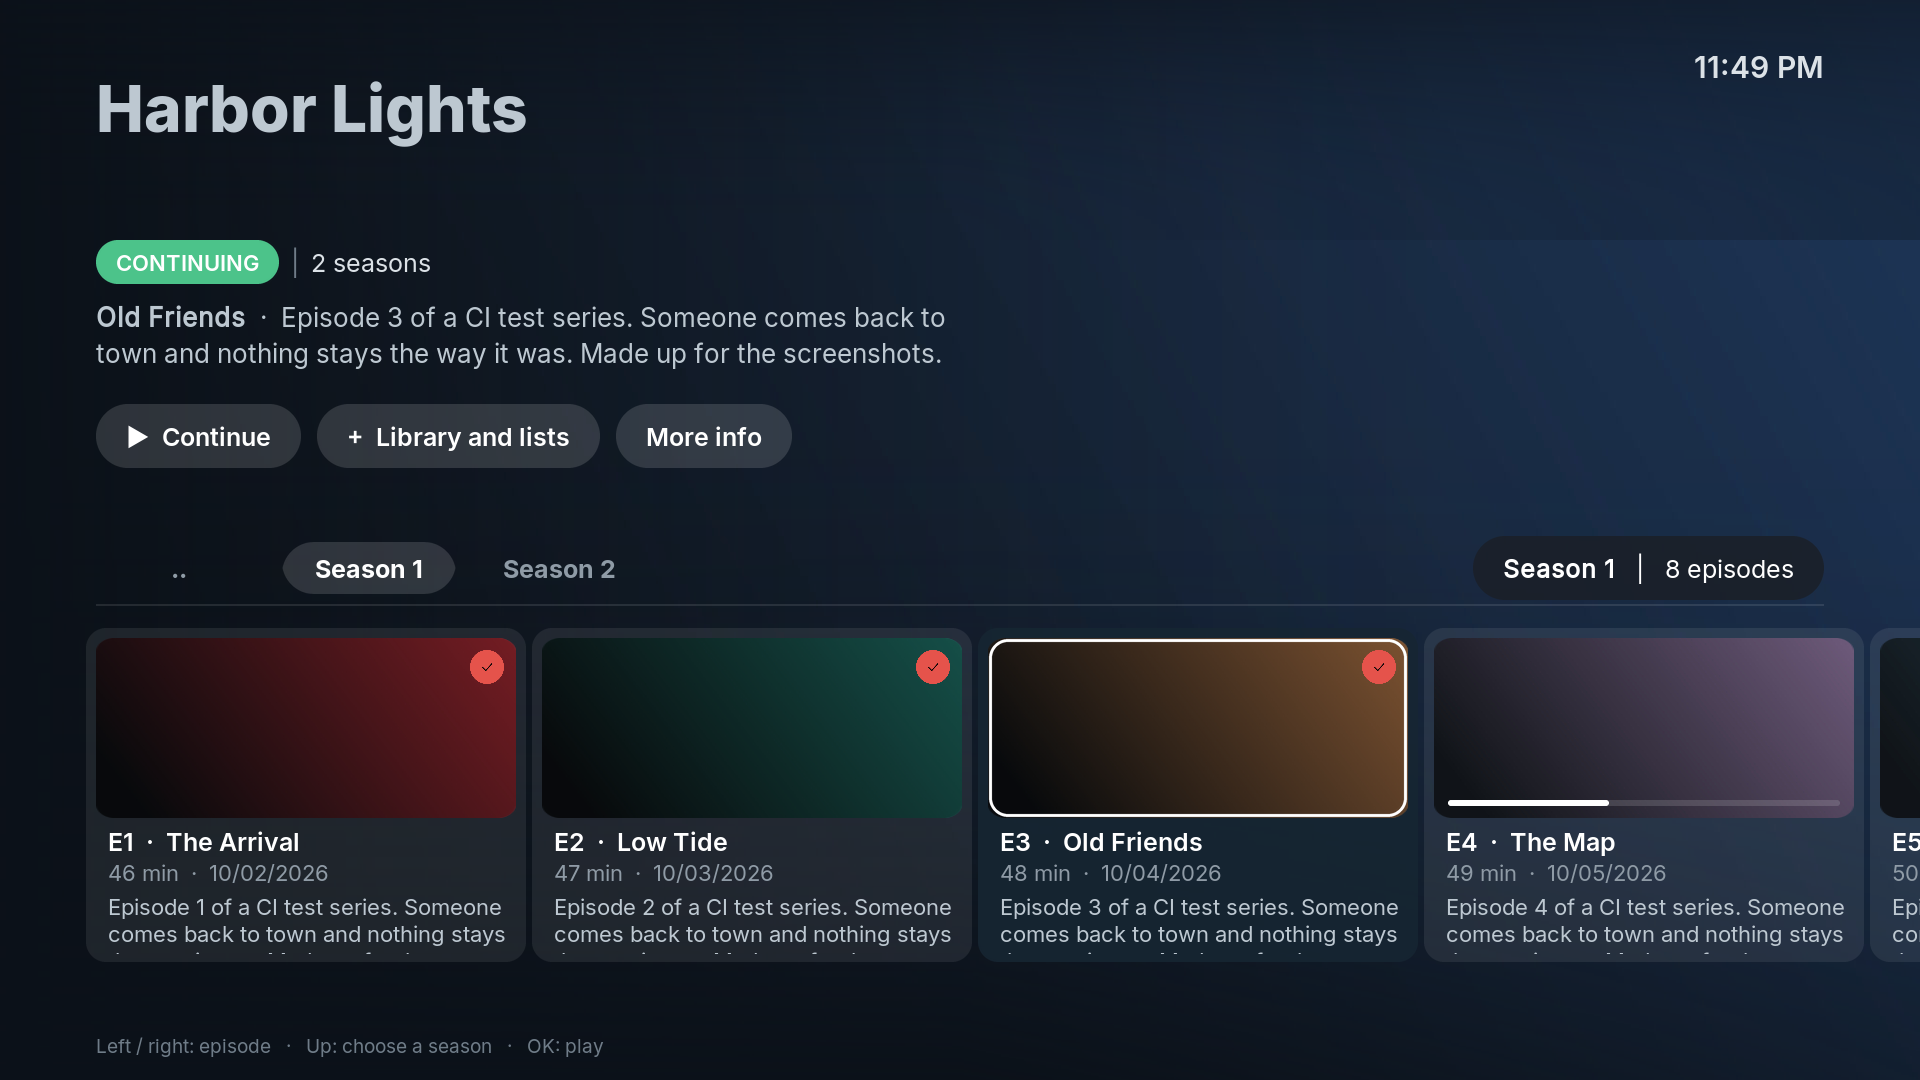 11:49 PM
Harbor Lights
CONTINUING | 2 seasons
Old Friends · Episode 3 of a CI test series. Someone comes back to
town and nothing stays the way it was. Made up for the screenshots.
Continue
+ Library and lists
More info
..
Season 1
Season 2
Season 1 | 8 episodes
E1 · The Arrival
46 min · 10/02/2026
Episode 1 of a CI test series. Someone
comes back to town and nothing stays
E2 · Low Tide
47 min · 10/03/2026
Episode 2 of a CI test series. Someone
comes back to town and nothing stays
E3 · Old Friends
48 min · 10/04/2026
Episode 3 of a CI test series. Someone
comes back to town and nothing stays
E4 · The Map
49 min · 10/05/2026
Episode 4 of a CI test series. Someone
comes back to town and nothing stays
E5
50
Left / right: episode · Up: choose a season · OK: play